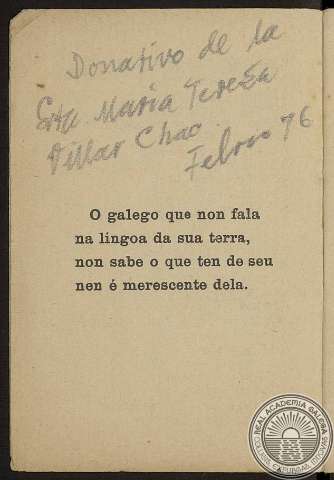 Donativo de la
Srta. Maria Teresa
Villar Chao
Febrero 76
O galego que non fala
na lingoa da sua terra,
non sabe o que ten de seu
nen é merescente dela.
REAL ACADEMIA GALEGA